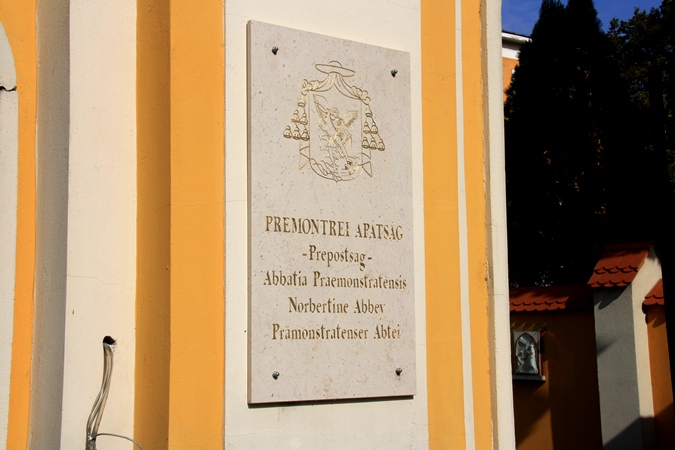 PREMONTREI APATSAG
-Prepostsag-
Abbatia Praemonstratensis
Norbertine Abbey
Prämonstratenser Abtei